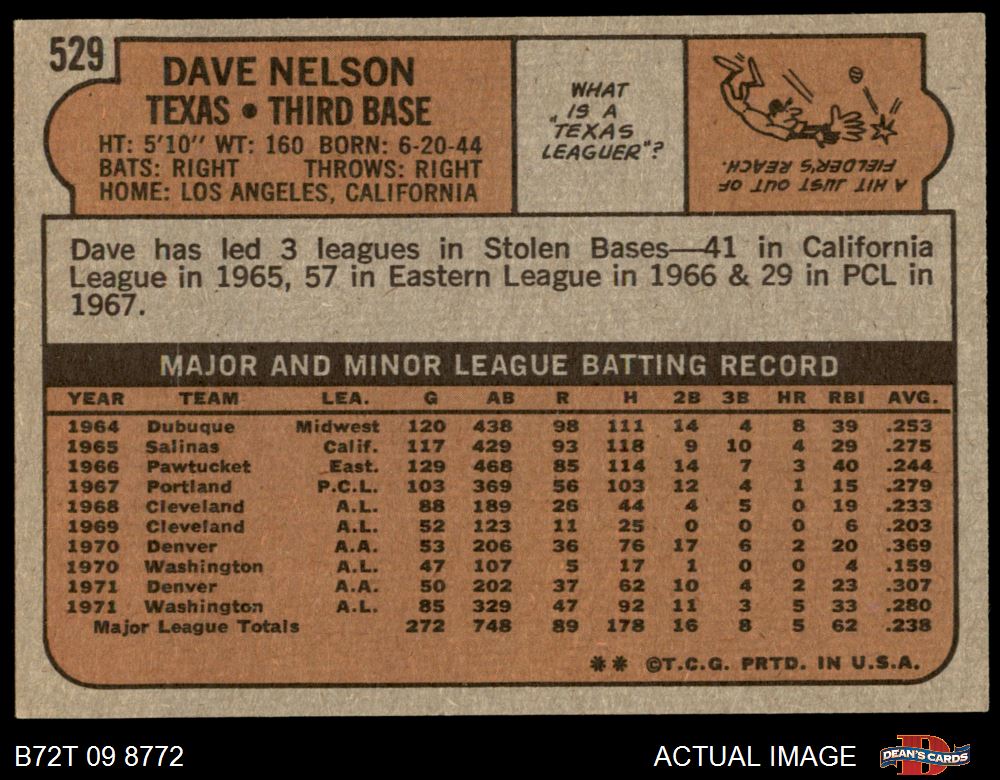 529
DAVE NELSON
TEXAS • THIRD BASE
HT: 5'10" WT: 160 BORN: 6-20-44
BATS: RIGHT THROWS: RIGHT
HOME: LOS ANGELES, CALIFORNIA
WHAT
IS A
"TEXAS
LEAGUER"?
A HIT JUST OUT OF
FIELDER'S REACH.
Dave has led 3 leagues in Stolen Bases—41 in California
League in 1965, 57 in Eastern League in 1966 & 29 in PCL in
1967.
MAJOR AND MINOR LEAGUE BATTING RECORD
YEAR TEAM LEA. G AB R H 2B 3B HR RBI AVG.
1964 Dubuque Midwest 120 438 98 111 14 4 8 39 .253
1965 Salinas Calif. 117 429 93 118 9 10 4 29 .275
1966 Pawtucket East. 129 468 85 114 14 7 3 40 .244
1967 Portland P.C.L. 103 369 56 103 12 4 1 15 .279
1968 Cleveland A.L. 88 189 26 44 4 5 0 19 .233
1969 Cleveland A.L. 52 123 11 25 0 0 0 6 .203
1970 Denver A.A. 53 206 36 76 17 6 2 20 .369
1970 Washington A.L. 47 107 5 17 1 0 0 4 .159
1971 Denver A.A. 50 202 37 62 10 4 2 23 .307
1971 Washington A.L. 85 329 47 92 11 3 5 33 .280
Major League Totals 272 748 89 178 16 8 5 62 .238
** ©T.C.G. PRTD. IN U.S.A.
B72T 09 8772
ACTUAL IMAGE
D
DEAN'S CARDS